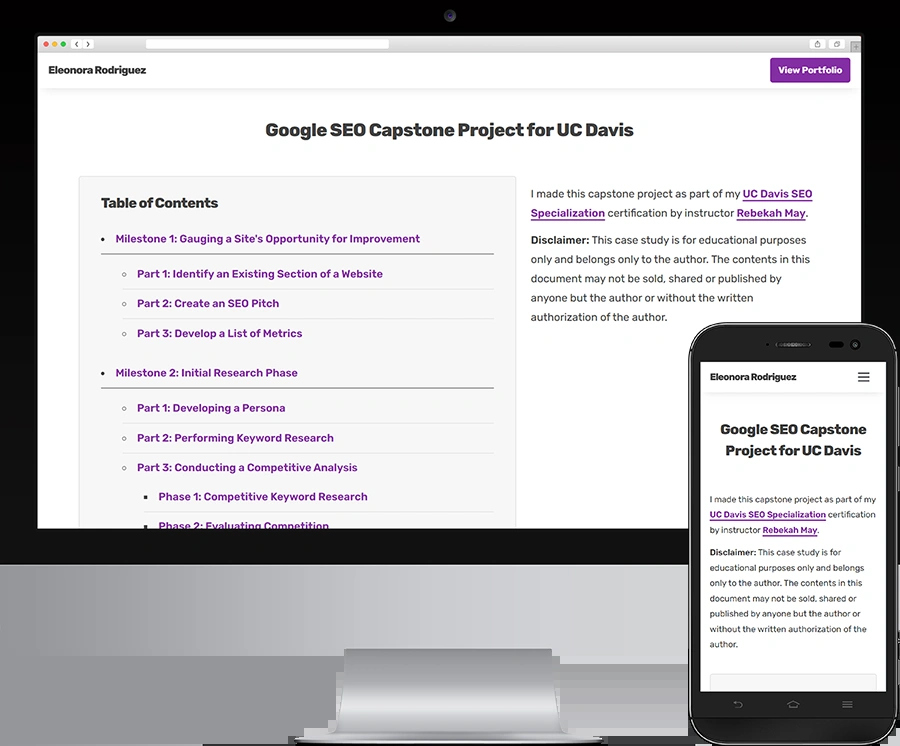 Eleonora Rodriguez
View Portfolio
Google SEO Capstone Project for UC Davis
Table of Contents
Milestone 1: Gauging a Site's Opportunity for Improvement
Part 1: Identify an Existing Section of a Website
Part 2: Create an SEO Pitch
Part 3: Develop a List of Metrics
Milestone 2: Initial Research Phase
Part 1: Developing a Persona
Part 2: Performing Keyword Research
Part 3: Conducting a Competitive Analysis
Phase 1: Competitive Keyword Research
Phase 2: Evaluating Competition
I made this capstone project as part of my UC Davis SEO
Specialization certification by instructor Rebekah May.
Disclaimer: This case study is for educational purposes
only and belongs only to the author. The contents in this
document may not be sold, shared or published by
anyone but the author or without the written
authorization of the author.
Eleonora Rodriguez
Google SEO Capstone
Project for UC Davis
I made this capstone project as part of my
UC Davis SEO Specialization certification
by instructor Rebekah May.
Disclaimer: This case study is for
educational purposes only and belongs
only to the author. The contents in this
document may not be sold, shared or
published by anyone but the author or
without the written authorization of the
author.